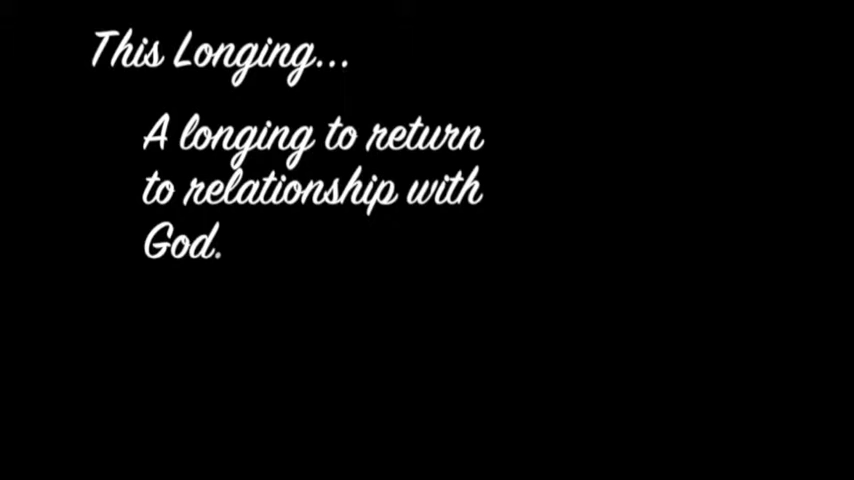 This Longing...
A longing to return
to relationship with
God.